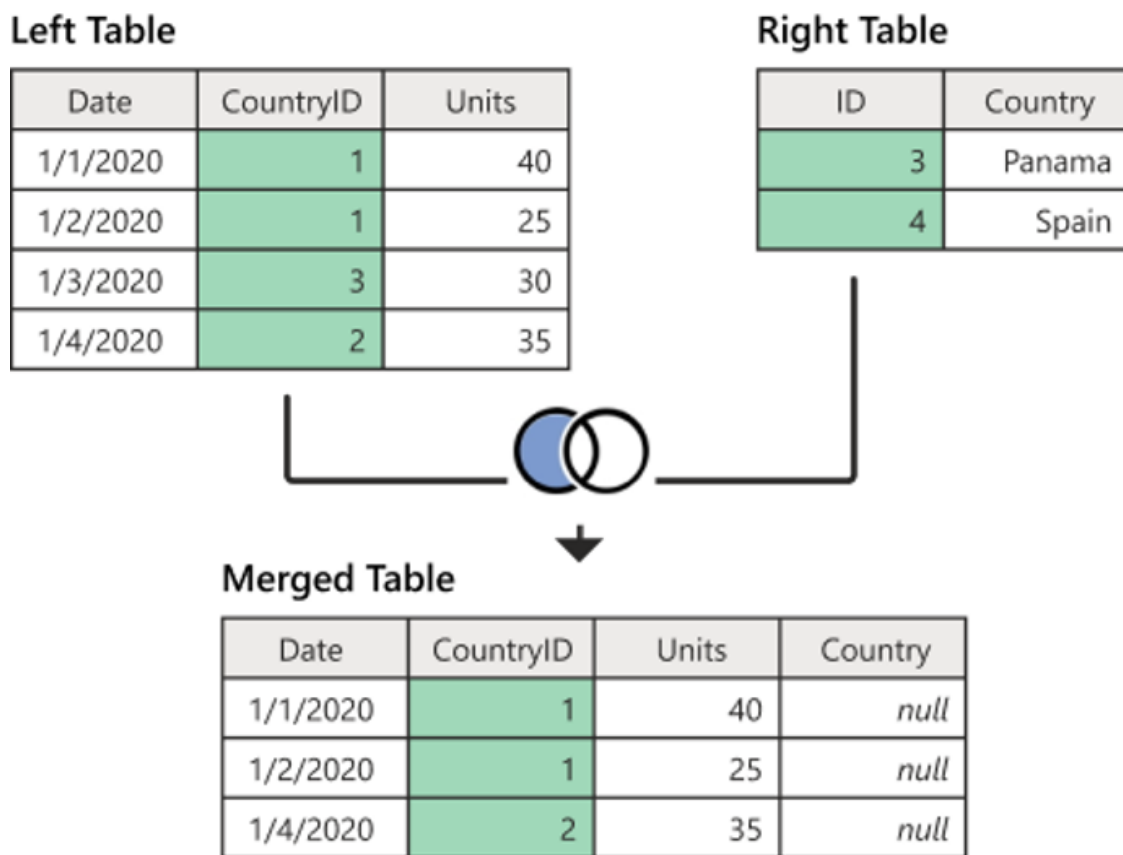 Left Table
Date CountryID Units
1/1/2020 1 40
1/2/2020 1 25
1/3/2020 3 30
1/4/2020 2 35
Right Table
ID Country
3 Panama
4 Spain
Merged Table
Date CountryID Units Country
1/1/2020 1 40 null
1/2/2020 1 25 null
1/4/2020 2 35 null